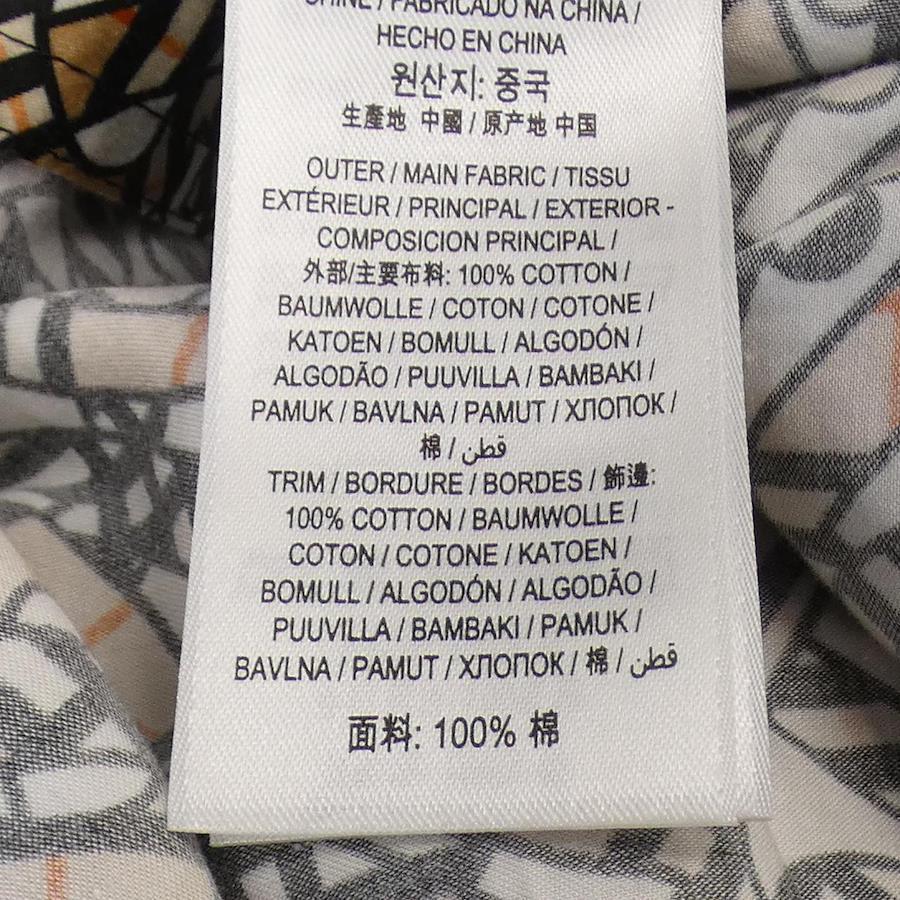 CHINE / FABRICADO NA CHINA /
HECHO EN CHINA
원산지: 중국
生產地 中國 / 原产地 中国
OUTER / MAIN FABRIC / TISSU
EXTÉRIEUR / PRINCIPAL / EXTERIOR -
COMPOSICION PRINCIPAL /
外部/主要布料: 100% COTTON /
BAUMWOLLE / COTON / COTONE /
KATOEN / BOMULL / ALGODÓN /
ALGODÃO / PUUVILLA / BAMBAKI /
PAMUK / BAVLNA / PAMUT / ХЛОПОК /
棉 / قطن
TRIM / BORDURE / BORDES / 飾邊:
100% COTTON / BAUMWOLLE /
COTON / COTONE / KATOEN /
BOMULL / ALGODÓN / ALGODÃO /
PUUVILLA / BAMBAKI / PAMUK /
BAVLNA / PAMUT / ХЛОПОК / 棉 / قطن
面料: 100% 棉